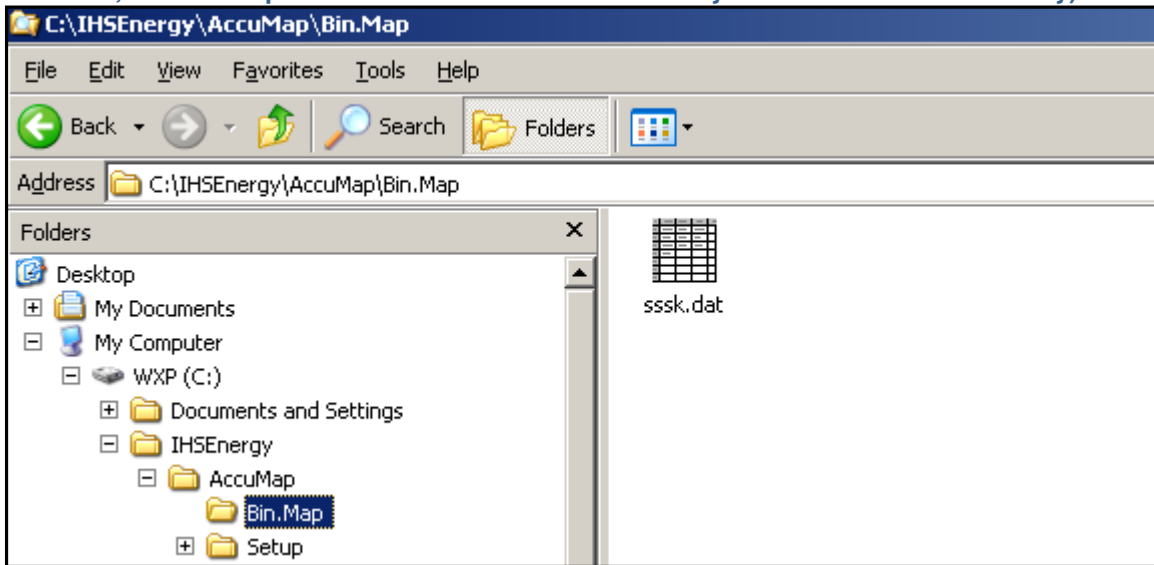 C:\IHSEnergy\AccuMap\Bin.Map
File Edit View Favorites Tools Help
Back Search Folders
Address C:\IHSEnergy\AccuMap\Bin.Map
Folders
Desktop
My Documents
My Computer
WXP (C:)
Documents and Settings
IHSEnergy
AccuMap
Bin.Map
Setup
sssk.dat